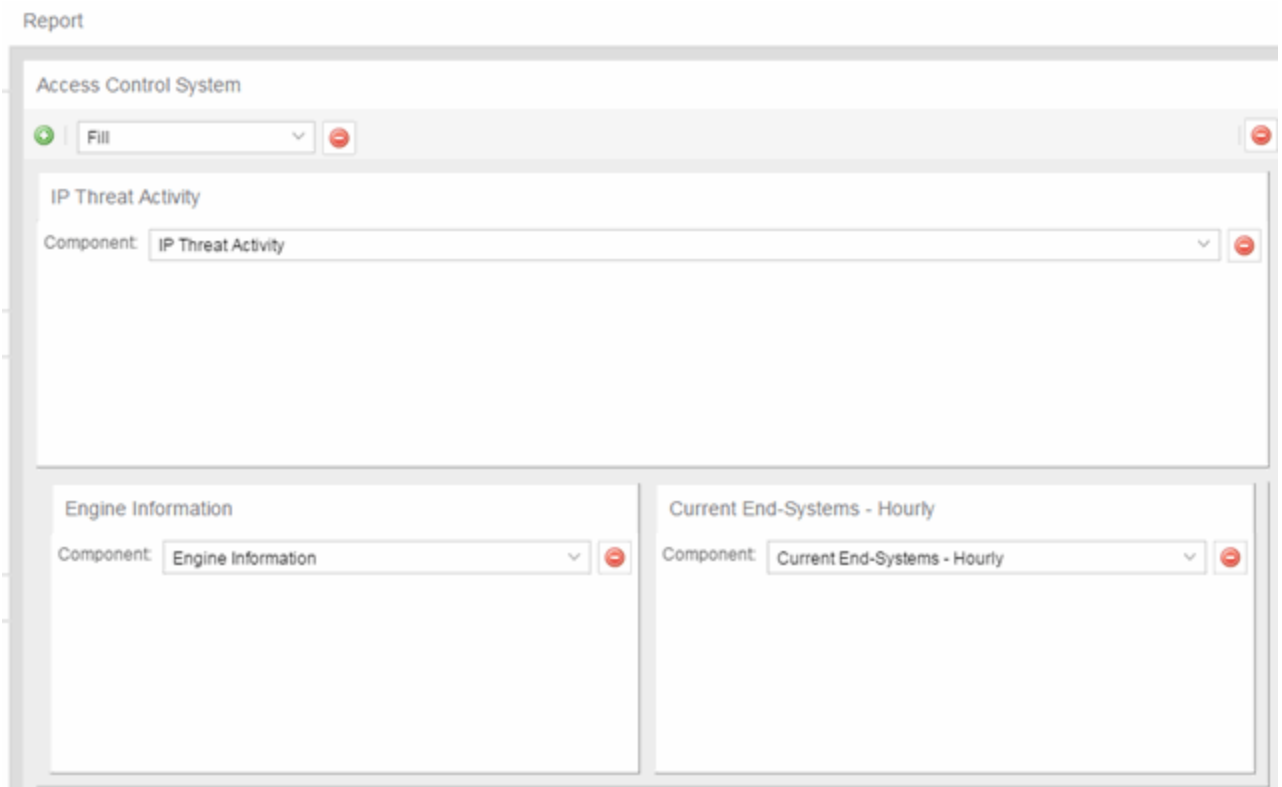 Report
Access Control System
Fill
IP Threat Activity
Component: IP Threat Activity
Engine Information
Component: Engine Information
Current End-Systems - Hourly
Component: Current End-Systems - Hourly